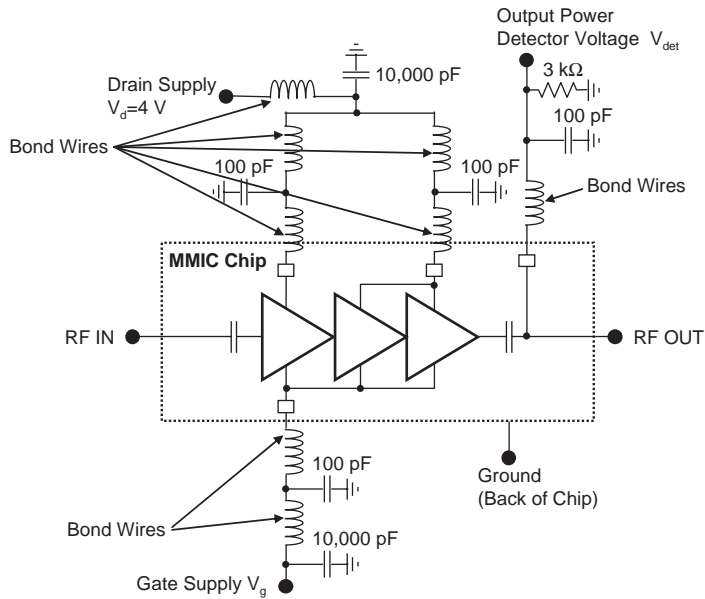 Output Power
Detector Voltage V_det
3 kΩ
10,000 pF
Drain Supply
V_d=4 V
100 pF
Bond Wires
100 pF
100 pF
Bond Wires
MMIC Chip
RF IN
RF OUT
Ground
(Back of Chip)
100 pF
Bond Wires
10,000 pF
Gate Supply V_g